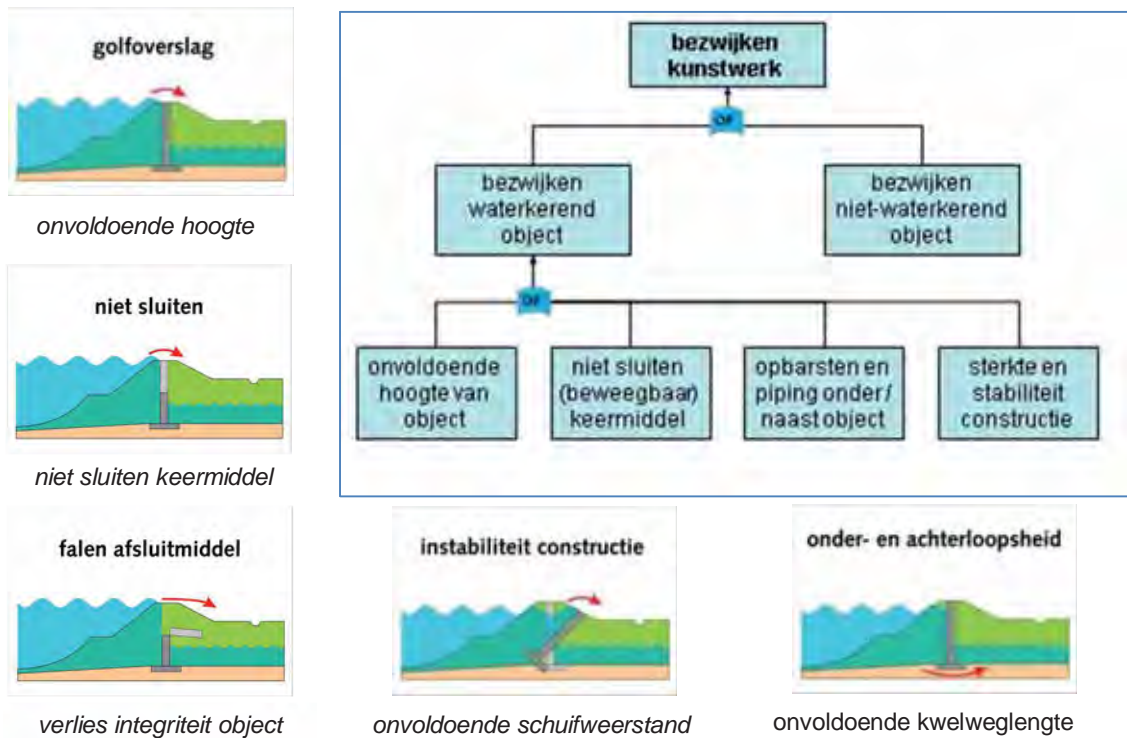 golfoverslag
onvoldoende hoogte
niet sluiten
niet sluiten keermiddel
falen afsluitmiddel
verlies integriteit object
bezwijken
kunstwerk
OF
bezwijken
waterkerend
object
bezwijken
niet-waterkerend
object
OF
onvoldoende
hoogte van
object
niet sluiten
(beweegbaar)
keermiddel
opbarsten en
piping onder/
naast object
sterkte en
stabiliteit
constructie
instabiliteit constructie
onvoldoende schuifweerstand
onder- en achterloopsheid
onvoldoende kwelweglengte